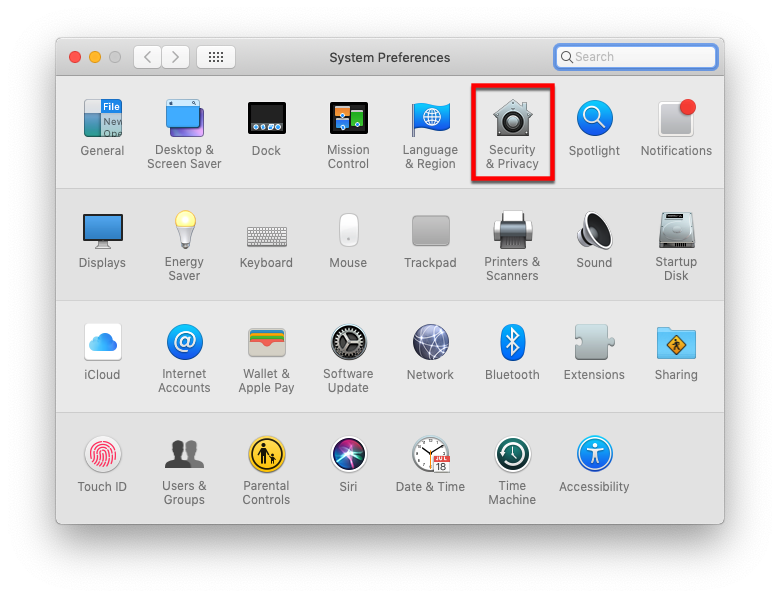 System Preferences
Search
File
New
Ope
General
Desktop &
Screen Saver
Dock
Mission
Control
Language
& Region
Security
& Privacy
Spotlight
Notifications
Displays
Energy
Saver
Keyboard
Mouse
Trackpad
Printers &
Scanners
Sound
Startup
Disk
iCloud
@
Internet
Accounts
Wallet &
Apple Pay
Software
Update
Network
Bluetooth
Extensions
Sharing
Touch ID
Users &
Groups
Parental
Controls
Siri
JUL
18
Date & Time
Time
Machine
Accessibility